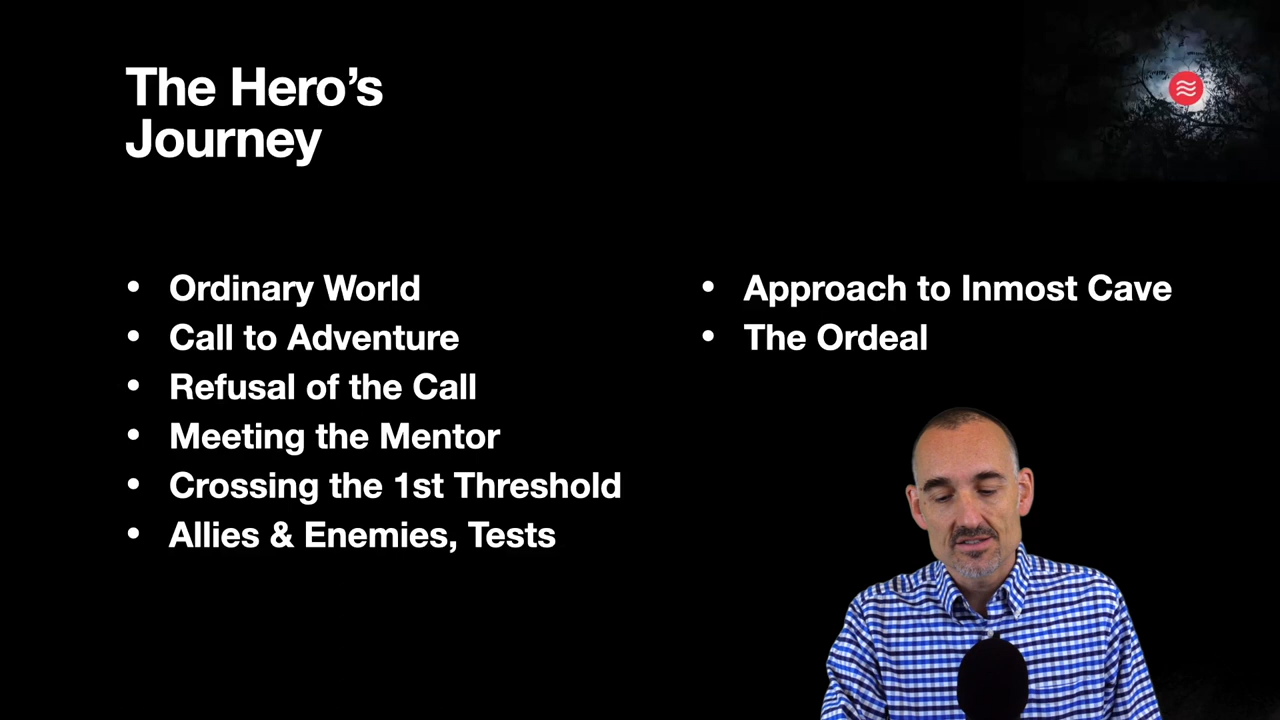 The Hero’s
Journey
• Ordinary World
• Call to Adventure
• Refusal of the Call
• Meeting the Mentor
• Crossing the 1st Threshold
• Allies & Enemies, Tests
• Approach to Inmost Cave
• The Ordeal